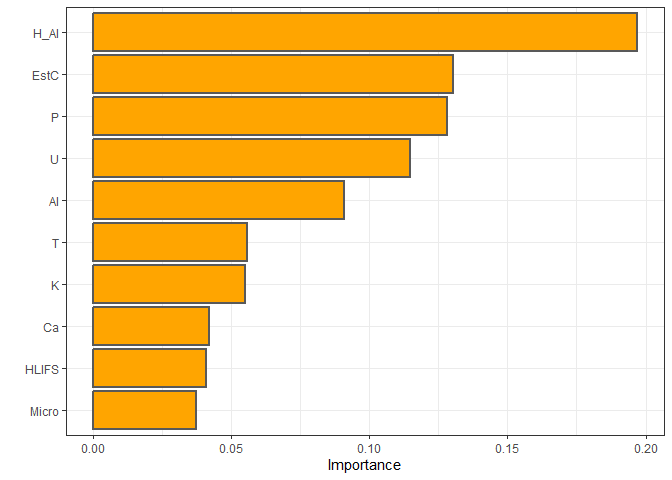 H_Al
EstC
P
U
Al
T
K
Ca
HLIFS
Micro
0.00 0.05 0.10 0.15 0.20
Importance